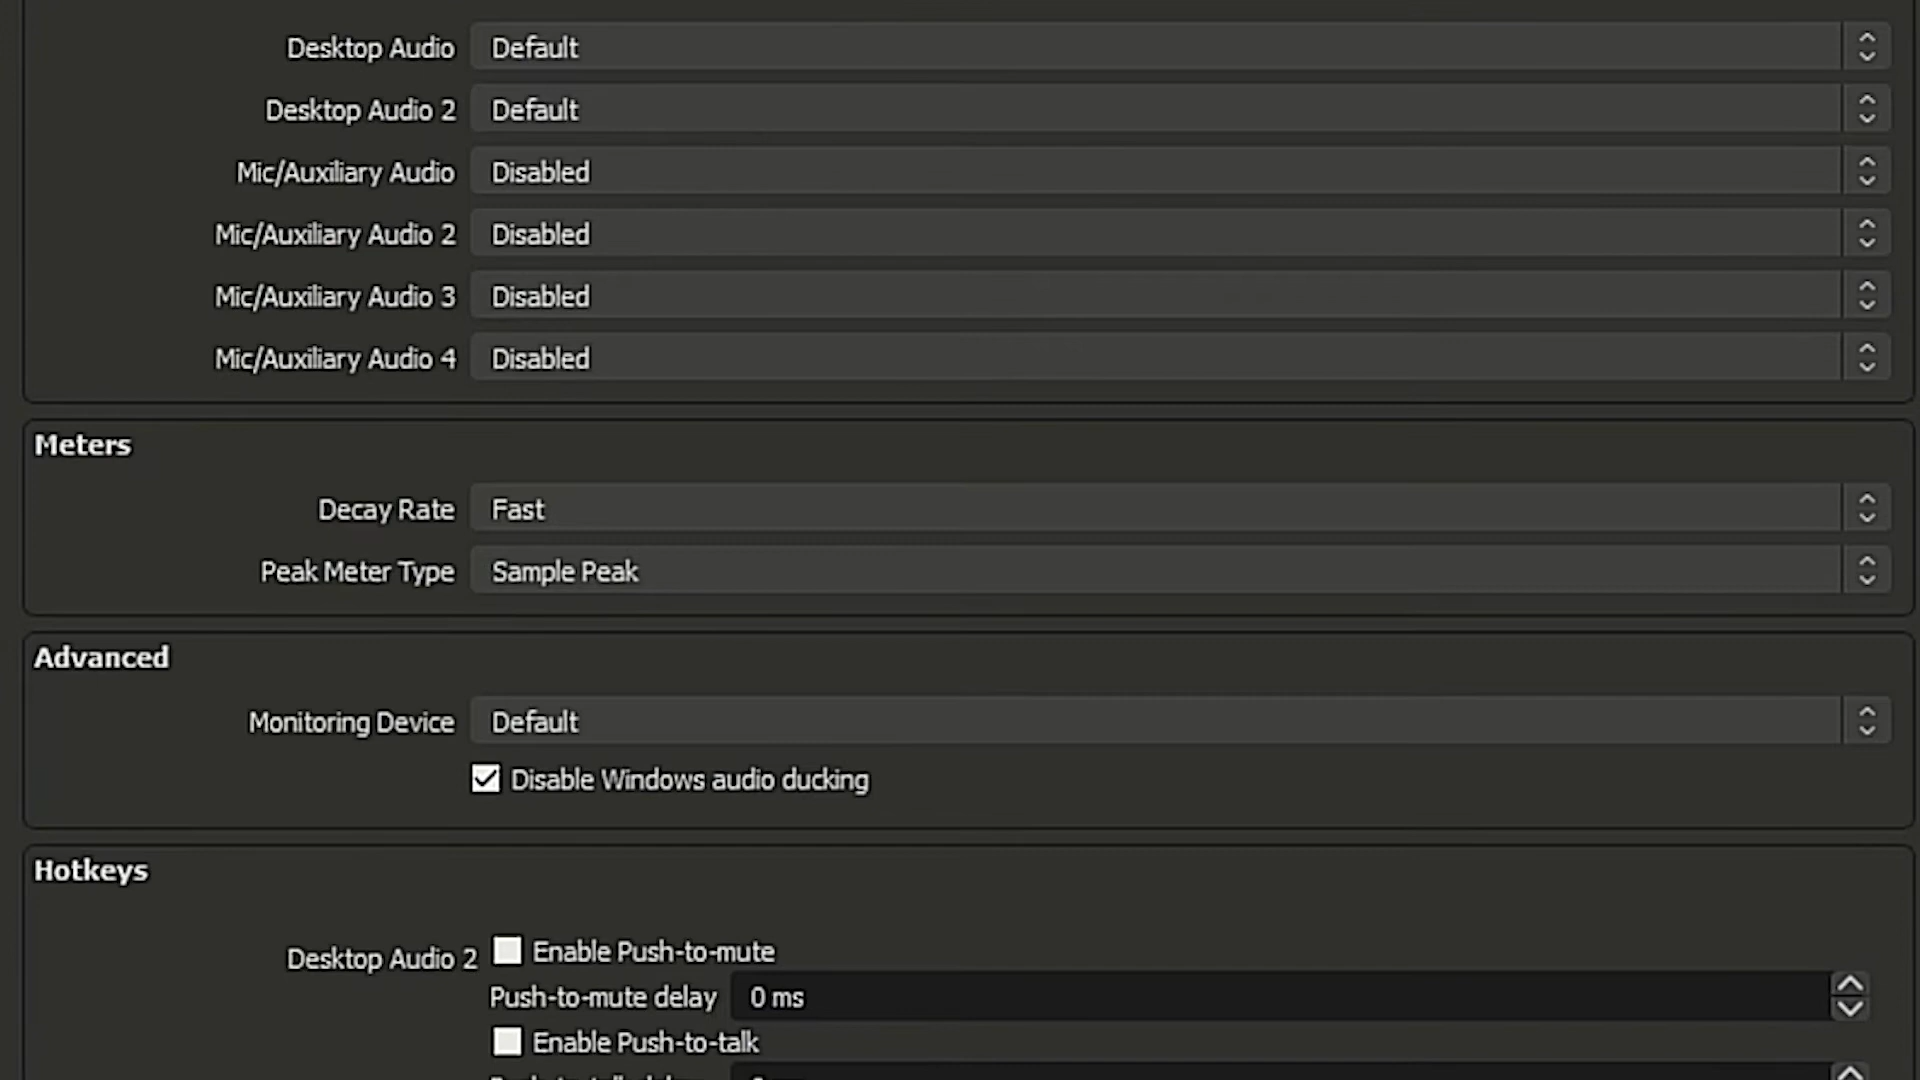 Desktop Audio Default
Desktop Audio 2 Default
Mic/Auxiliary Audio Disabled
Mic/Auxiliary Audio 2 Disabled
Mic/Auxiliary Audio 3 Disabled
Mic/Auxiliary Audio 4 Disabled
Meters
Decay Rate Fast
Peak Meter Type Sample Peak
Advanced
Monitoring Device Default
Disable Windows audio ducking
Hotkeys
Desktop Audio 2 Enable Push-to-mute
Push-to-mute delay 0 ms
Enable Push-to-talk